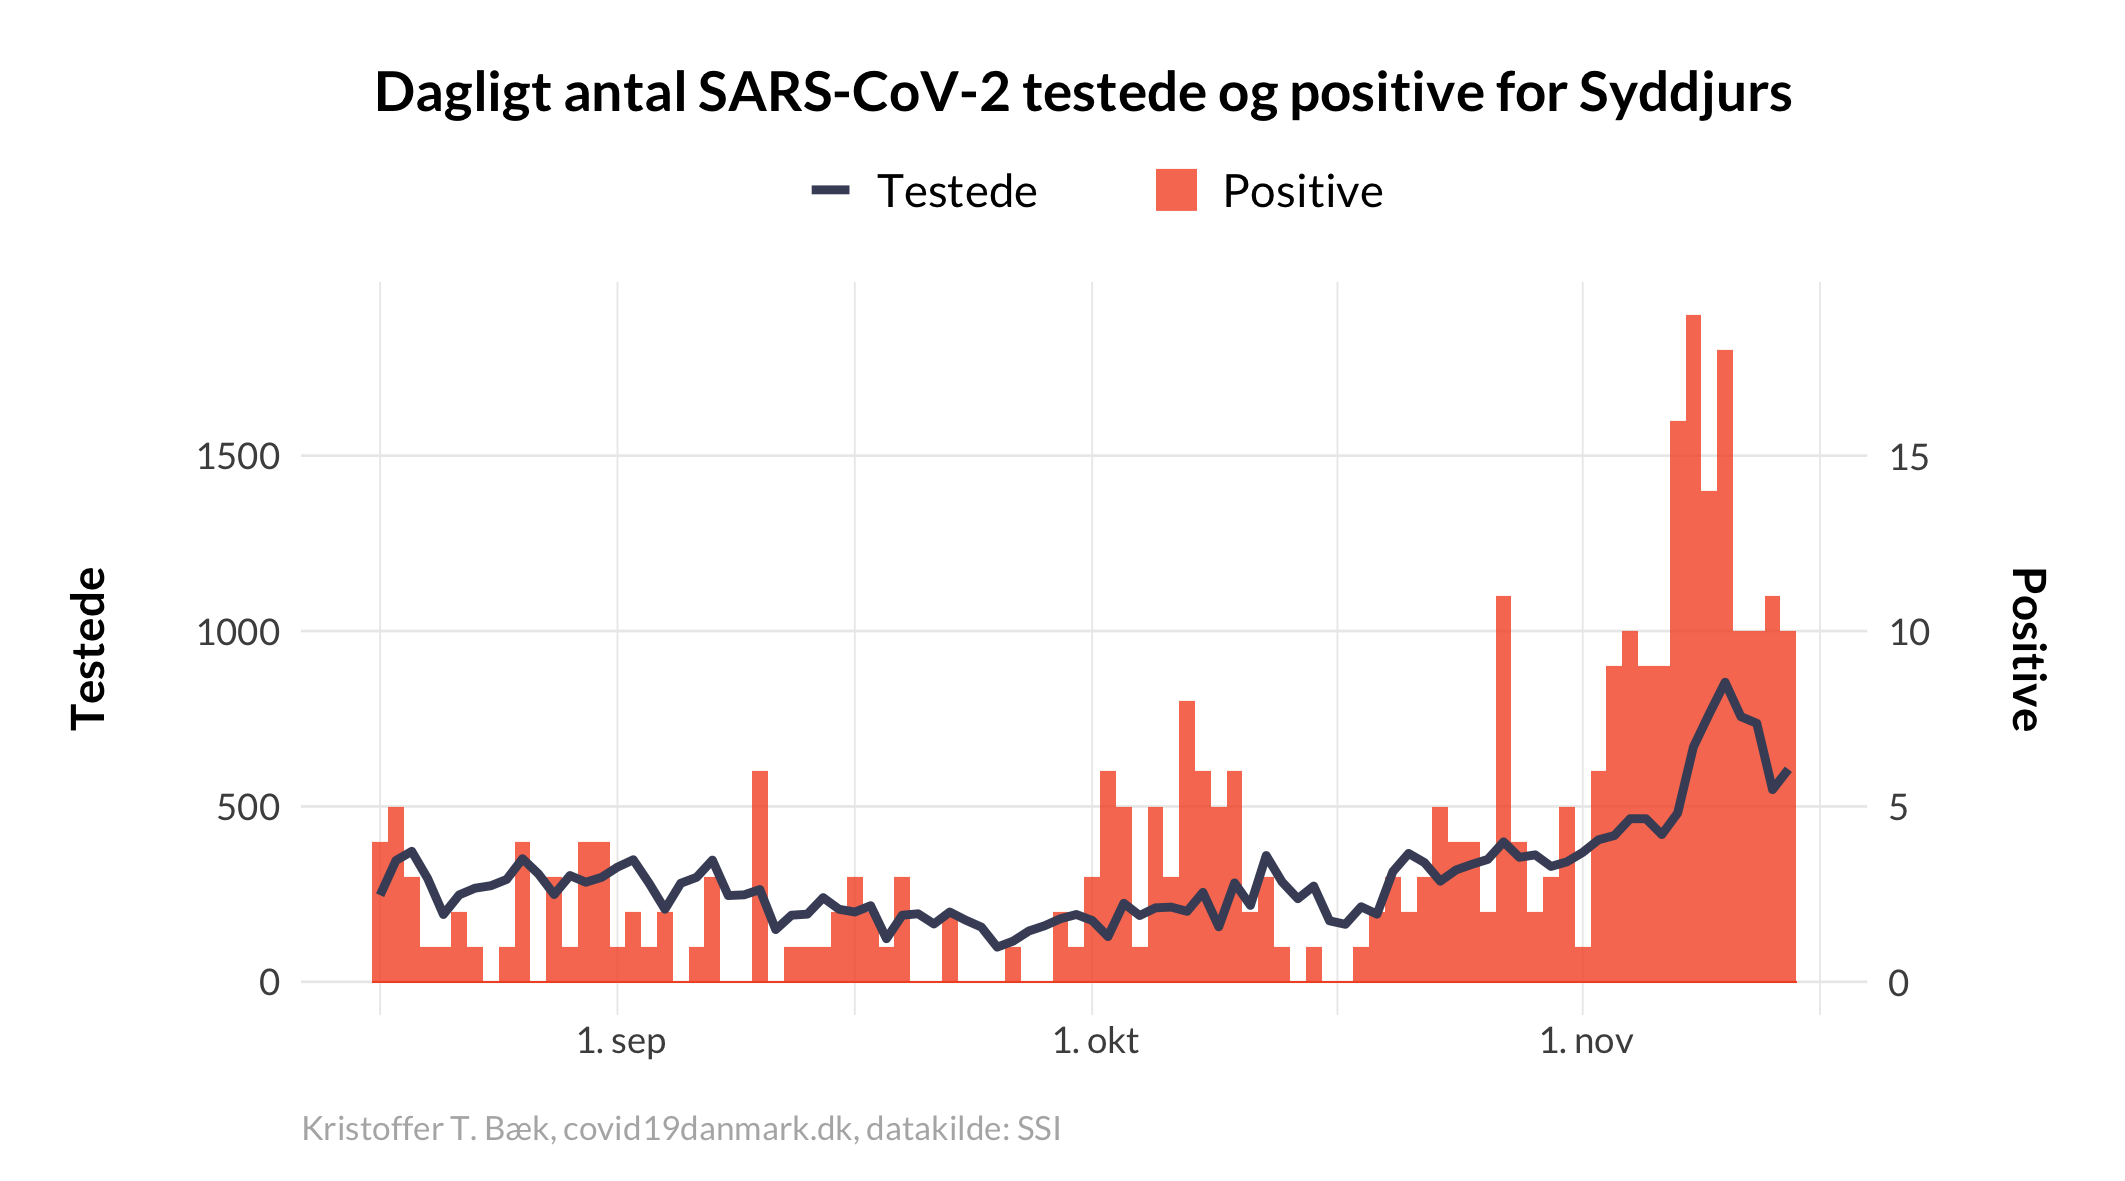 Dagligt antal SARS-CoV-2 testede og positive for Syddjurs
Testede
Positive
1500
1000
500
0
Testede
15
10
5
0
Positive
1. sep
1. okt
1. nov
Kristoffer T. Bæk, covid19danmark.dk, datakilde: SSI